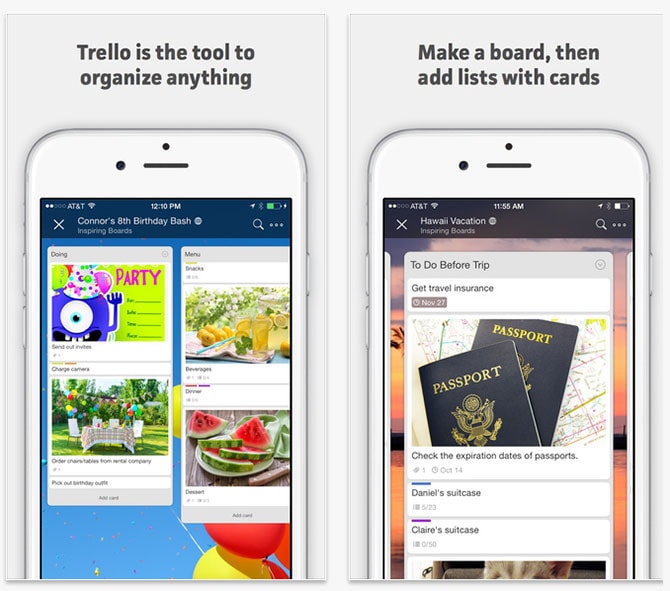 Trello is the tool to
organize anything
AT&T
12:10 PM
Connor's 8th Birthday Bash
Inspiring Boards
Doing
PARTY
For:
Date:
Time:
Place:
Send out invites
1
Charge camera
Order chairs/tables from rental company
1
Pick out birthday outfit
Add card
Menu
Snacks
Beverages
Dinner
Dessert
Add card
Make a board, then
add lists with cards
AT&T
11:55 AM
Hawaii Vacation
Inspiring Boards
To Do Before Trip
Get travel insurance
Nov 27
PASSPORT
PASSPORT
Check the expiration dates of passports.
1 Oct 14
Daniel's suitcase
5/23
Claire's suitcase
0/50